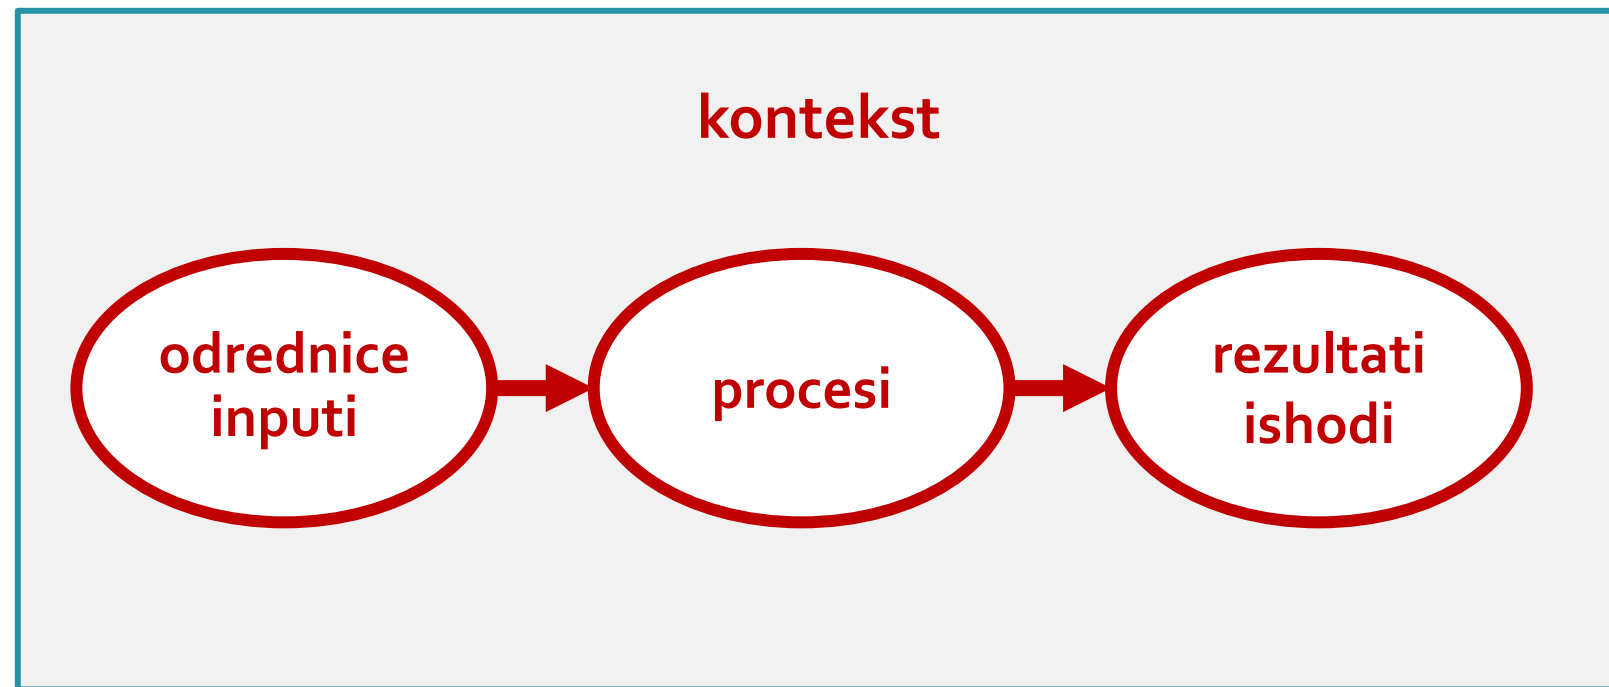 kontekst
odrednice
inputi
procesi
rezultati
ishodi